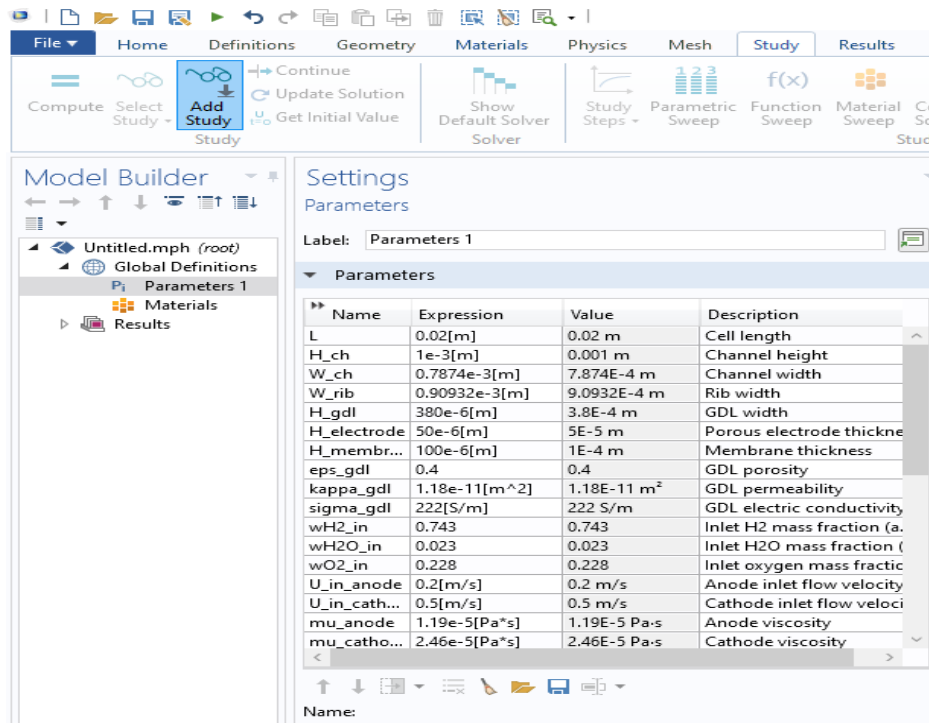 File Home Definitions Geometry Materials Physics Mesh Study Results
Compute Select Study Add Study Continue Update Solution Get Initial Value Show Default Solver Study Steps Parametric Sweep Function Sweep Material Sweep
Study Solver
Model Builder
Untitled.mph (root)
Global Definitions
Pi Parameters 1
Materials
Results
Settings
Parameters
Label: Parameters 1
Parameters
Name Expression Value Description
L 0.02[m] 0.02 m Cell length
H_ch 1e-3[m] 0.001 m Channel height
W_ch 0.7874e-3[m] 7.874E-4 m Channel width
W_rib 0.90932e-3[m] 9.0932E-4 m Rib width
H_gdl 380e-6[m] 3.8E-4 m GDL width
H_electrode 50e-6[m] 5E-5 m Porous electrode thickne
H_membr... 100e-6[m] 1E-4 m Membrane thickness
eps_gdl 0.4 0.4 GDL porosity
kappa_gdl 1.18e-11[m^2] 1.18E-11 m² GDL permeability
sigma_gdl 222[S/m] 222 S/m GDL electric conductivity
wH2_in 0.743 0.743 Inlet H2 mass fraction (a.
wH2O_in 0.023 0.023 Inlet H2O mass fraction (
wO2_in 0.228 0.228 Inlet oxygen mass fractic
U_in_anode 0.2[m/s] 0.2 m/s Anode inlet flow velocity
U_in_cath... 0.5[m/s] 0.5 m/s Cathode inlet flow veloci
mu_anode 1.19e-5[Pa*s] 1.19E-5 Pa·s Anode viscosity
mu_catho... 2.46e-5[Pa*s] 2.46E-5 Pa·s Cathode viscosity
Name: